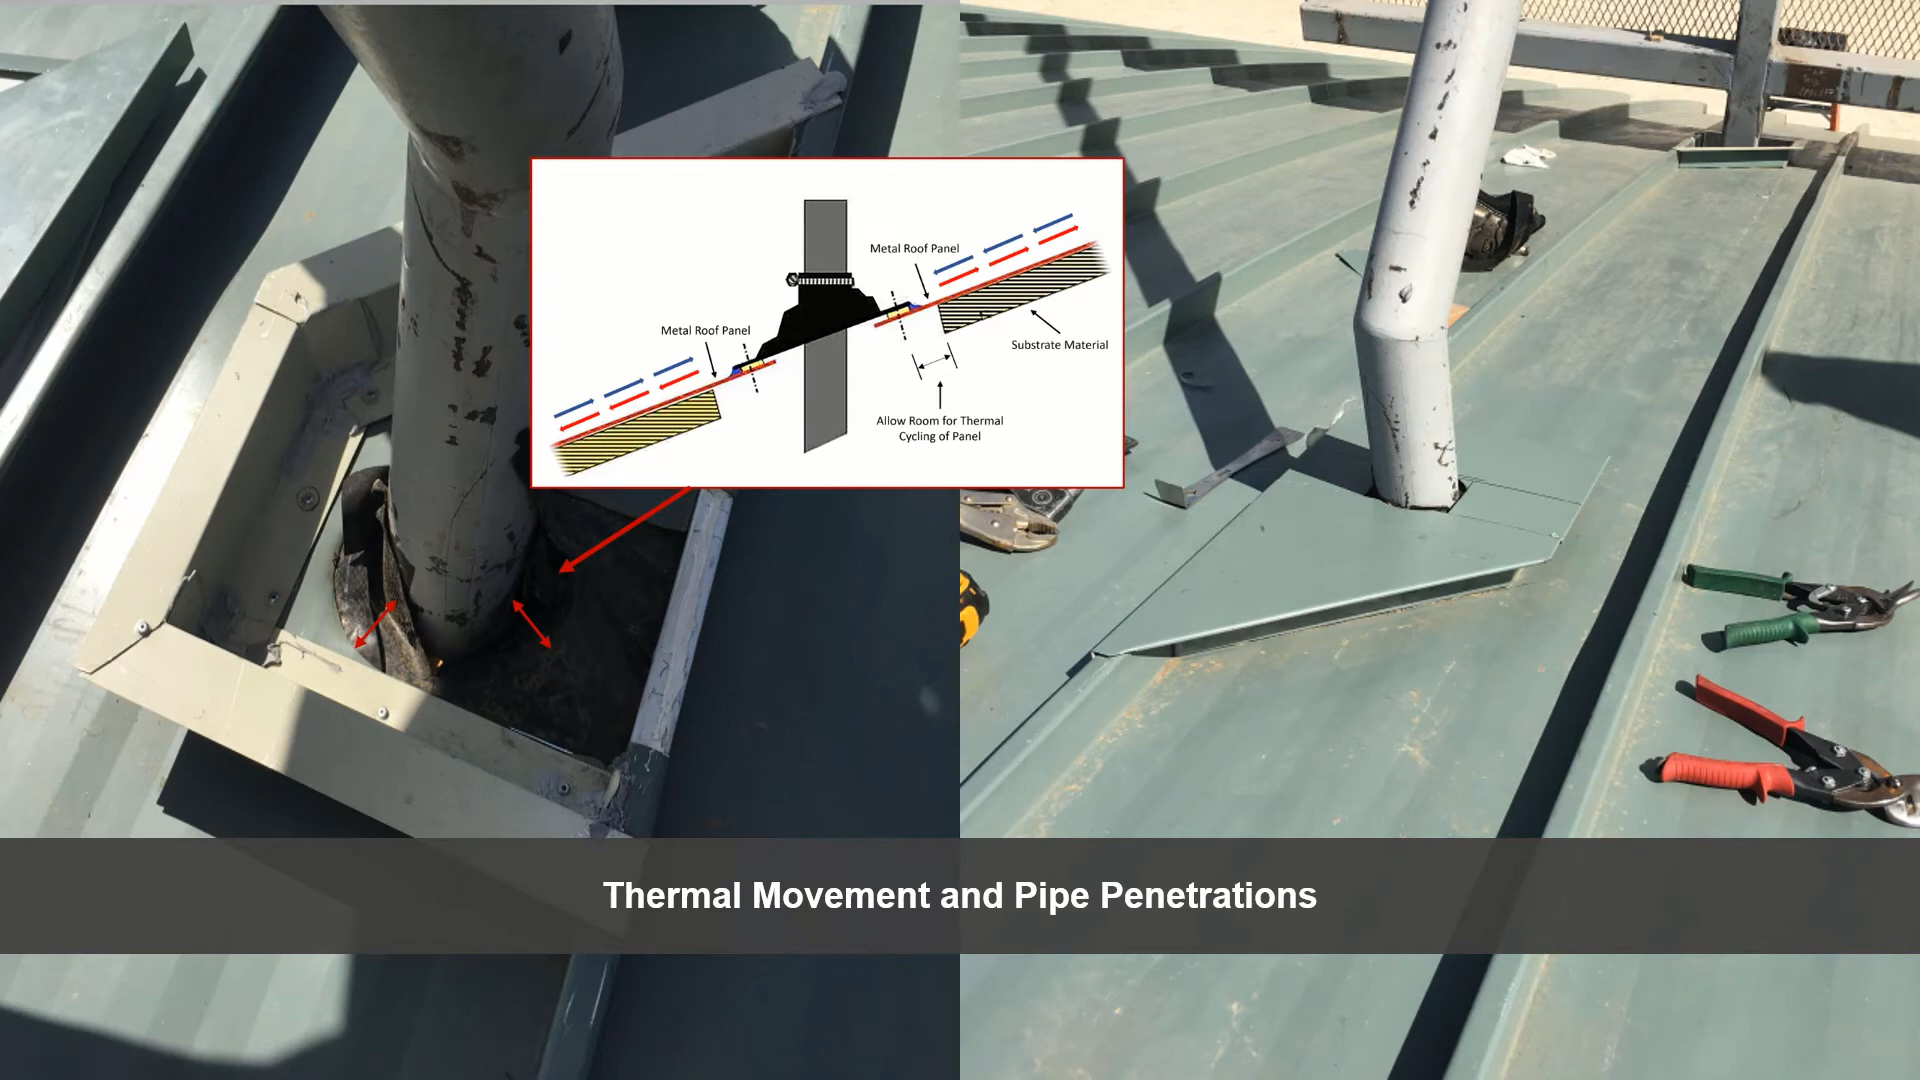 Metal Roof Panel
Metal Roof Panel
Substrate Material
Allow Room for Thermal
Cycling of Panel
Thermal Movement and Pipe Penetrations